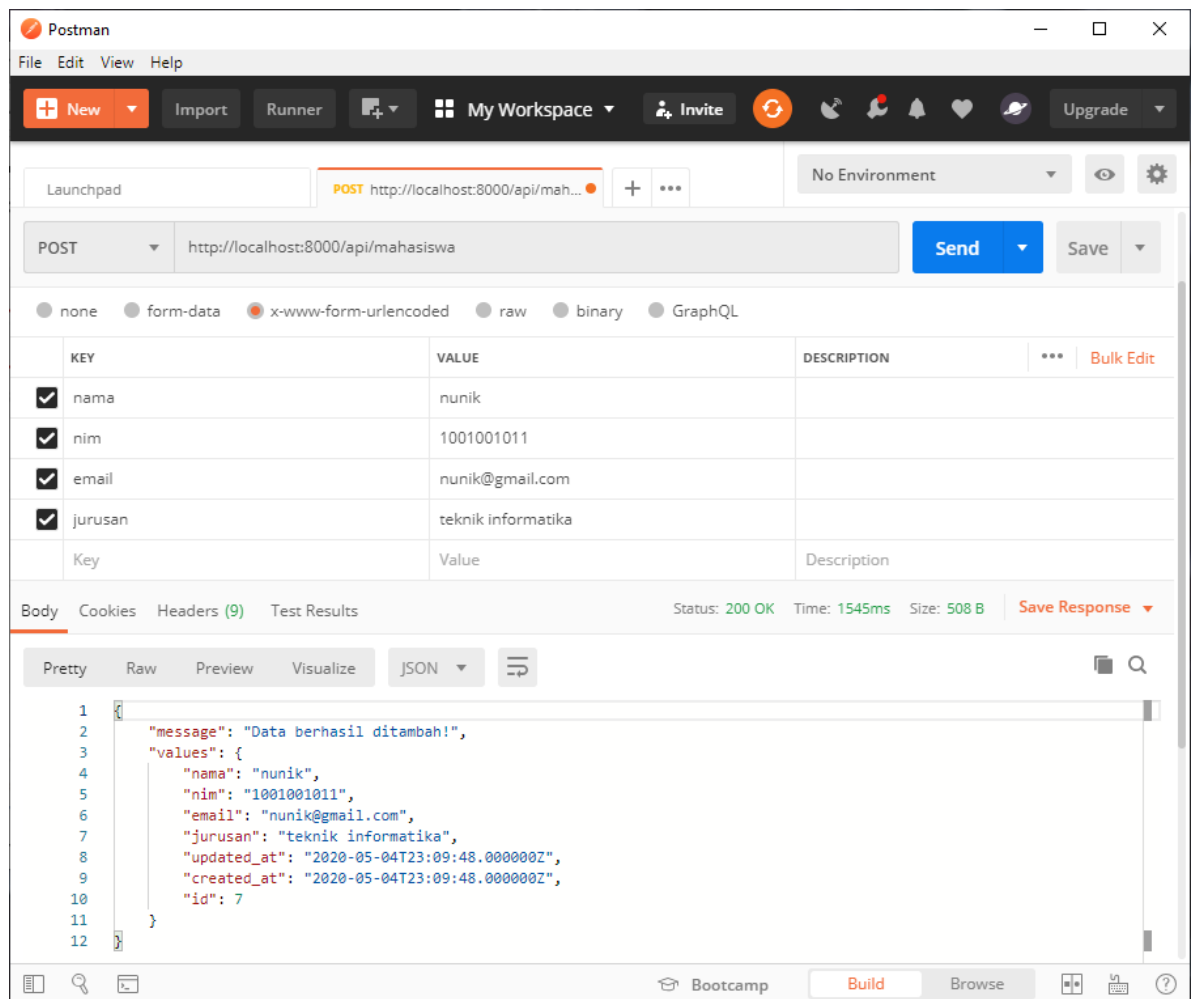 Postman
File Edit View Help
New Import Runner My Workspace Invite Upgrade
Launchpad POST http://localhost:8000/api/mah... No Environment
POST http://localhost:8000/api/mahasiswa Send Save
none form-data x-www-form-urlencoded raw binary GraphQL
KEY VALUE DESCRIPTION ••• Bulk Edit
nama nunik
nim 1001001011
email nunik@gmail.com
jurusan teknik informatika
Key Value Description
Body Cookies Headers (9) Test Results Status: 200 OK Time: 1545ms Size: 508 B Save Response
Pretty Raw Preview Visualize JSON
1 {
2 "message": "Data berhasil ditambah!",
3 "values": {
4 "nama": "nunik",
5 "nim": "1001001011",
6 "email": "nunik@gmail.com",
7 "jurusan": "teknik informatika",
8 "updated_at": "2020-05-04T23:09:48.000000Z",
9 "created_at": "2020-05-04T23:09:48.000000Z",
10 "id": 7
11 }
12 }
Bootcamp Build Browse